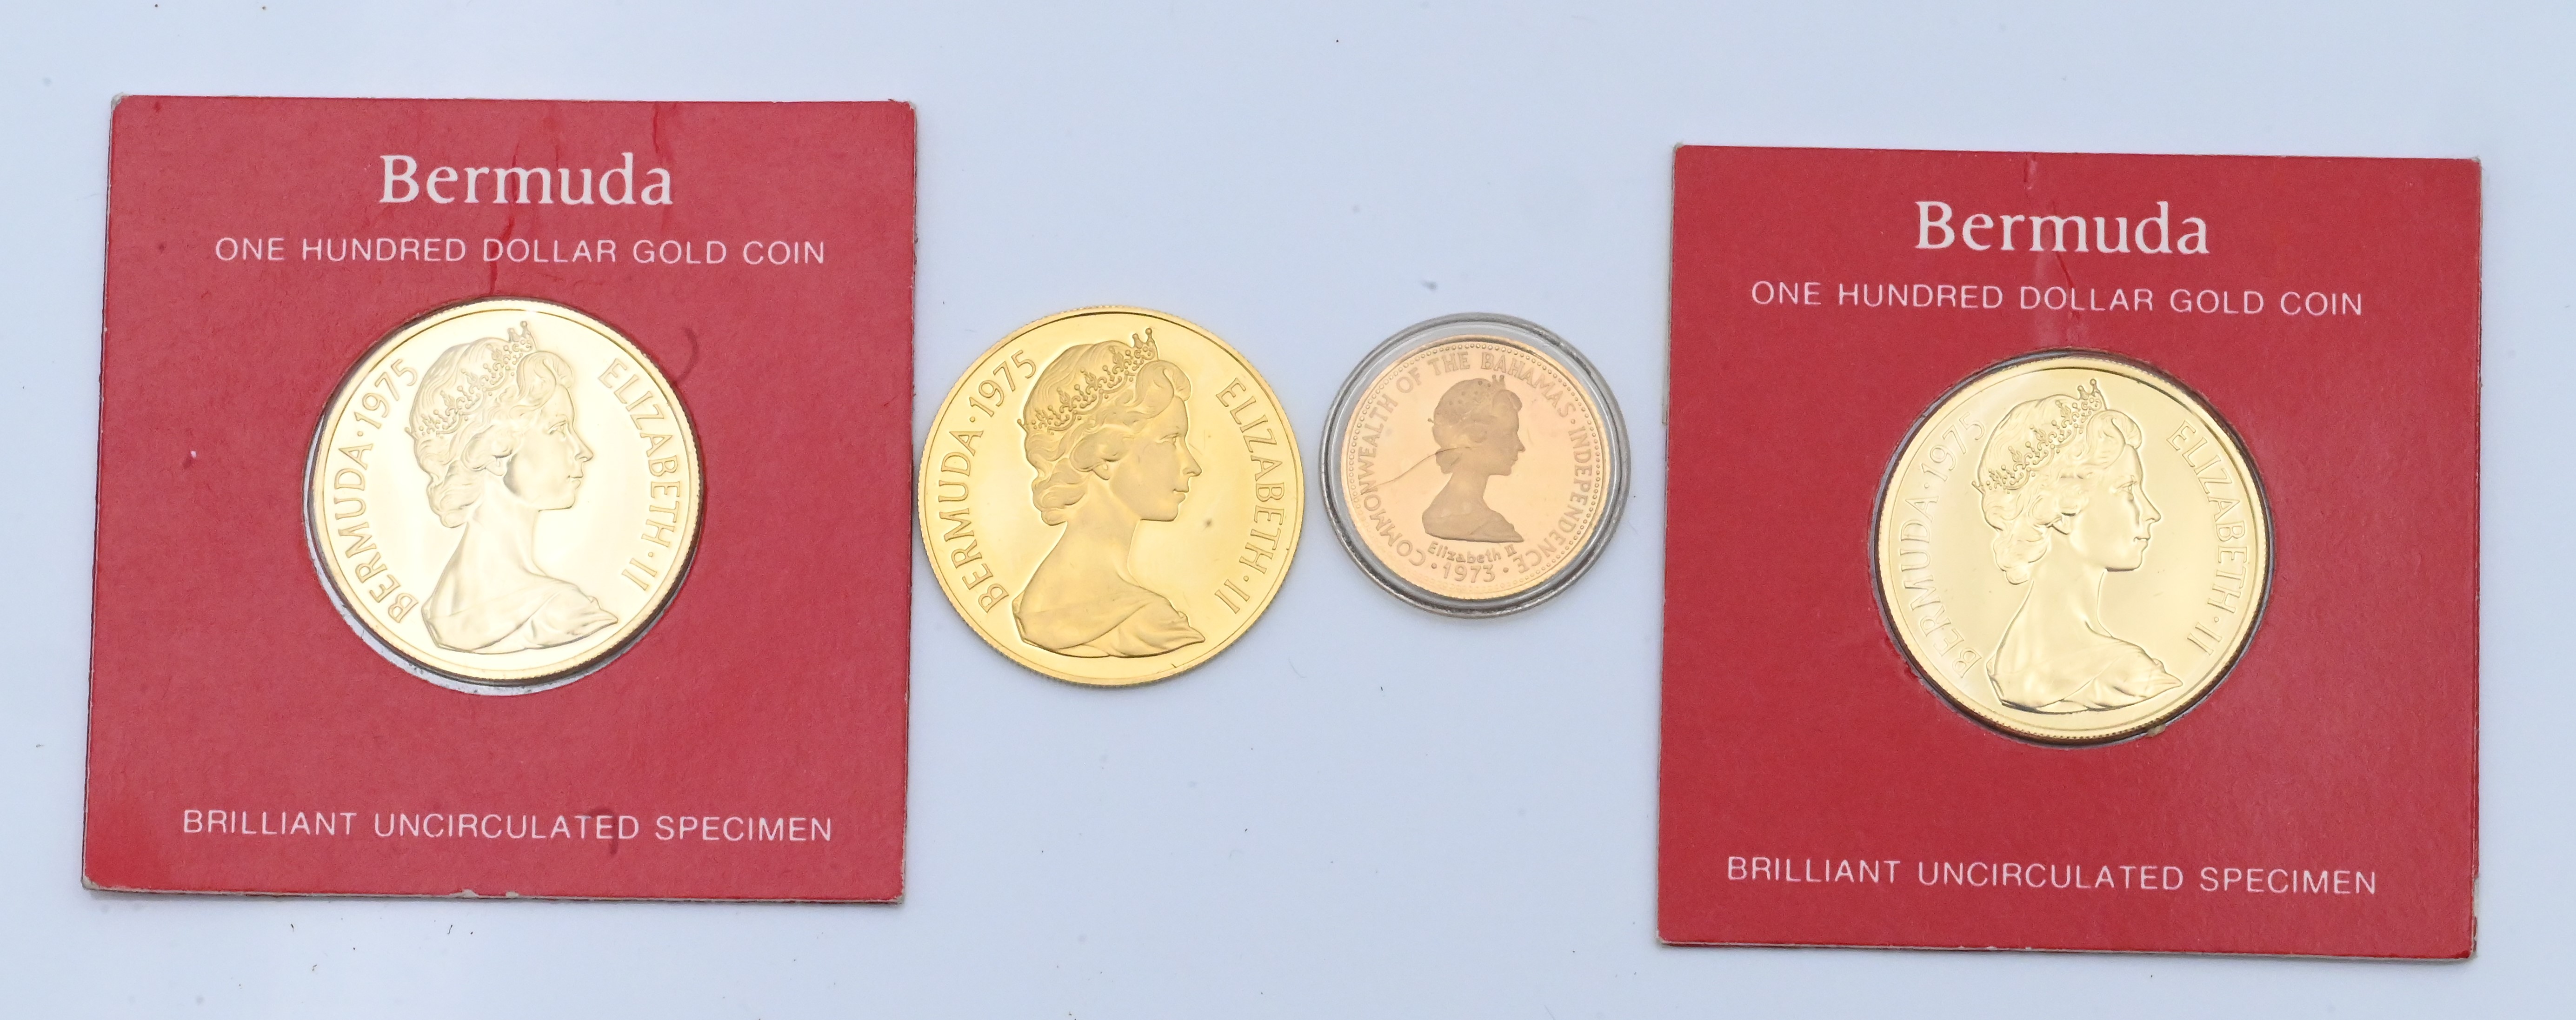 Bermuda
ONE HUNDRED DOLLAR GOLD COIN
BERMUDA · 1975
ELIZABETH · II
BRILLIANT UNCIRCULATED SPECIMEN
BERMUDA · 1975
ELIZABETH · II
COMMONWEALTH OF THE BAHAMAS · INDEPENDENCE
Elizabeth II
· 1973 ·
Bermuda
ONE HUNDRED DOLLAR GOLD COIN
BERMUDA · 1975
ELIZABETH · II
BRILLIANT UNCIRCULATED SPECIMEN